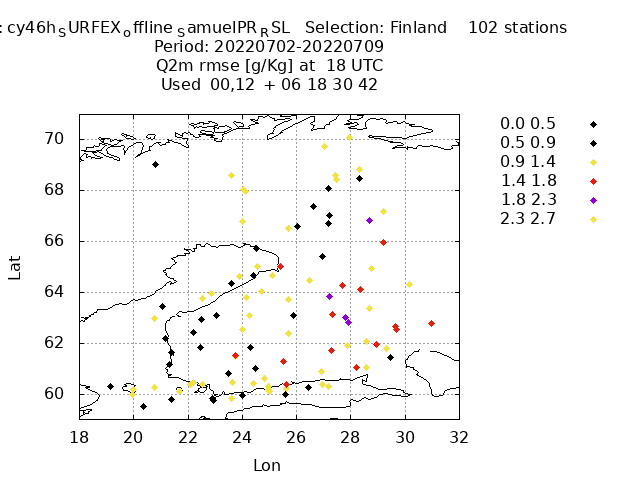 : cy46h_SURFEX_offline_SamuelPR_RSL Selection: Finland 102 stations
Period: 20220702-20220709
Q2m rmse [g/Kg] at 18 UTC
Used 00,12 + 06 18 30 42
70
68
66
64
62
60
Lat
18 20 22 24 26 28 30 32
Lon
0.0 0.5
0.5 0.9
0.9 1.4
1.4 1.8
1.8 2.3
2.3 2.7